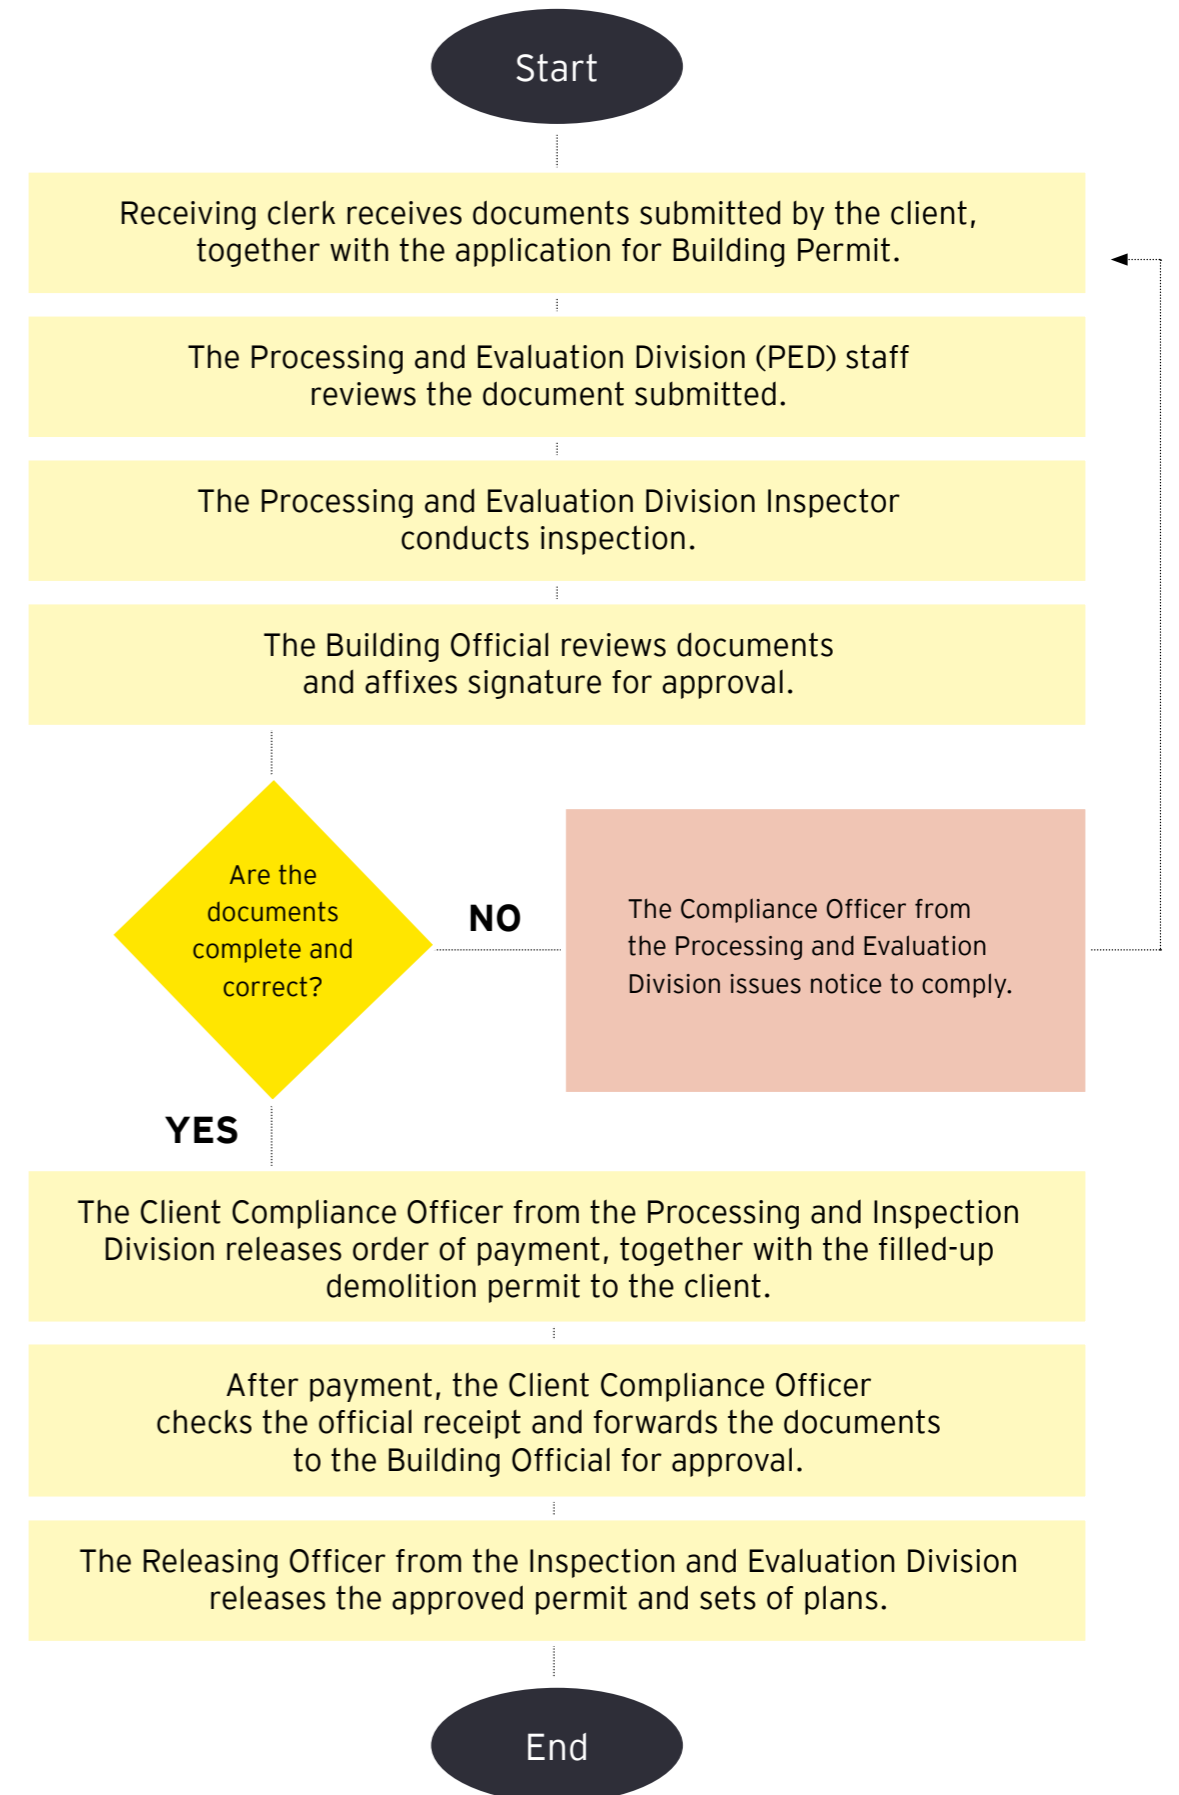 Start
Receiving clerk receives documents submitted by the client,
together with the application for Building Permit.
The Processing and Evaluation Division (PED) staff
reviews the document submitted.
The Processing and Evaluation Division Inspector
conducts inspection.
The Building Official reviews documents
and affixes signature for approval.
Are the
documents
complete and
correct?
NO
The Compliance Officer from
the Processing and Evaluation
Division issues notice to comply.
YES
The Client Compliance Officer from the Processing and Inspection
Division releases order of payment, together with the filled-up
demolition permit to the client.
After payment, the Client Compliance Officer
checks the official receipt and forwards the documents
to the Building Official for approval.
The Releasing Officer from the Inspection and Evaluation Division
releases the approved permit and sets of plans.
End